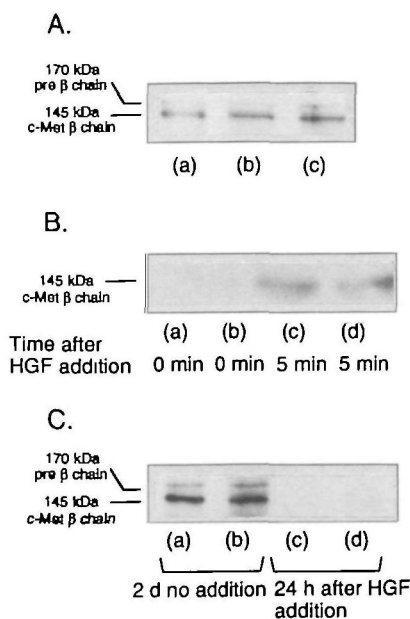 A.
170 kDa
pre β chain
145 kDa
c-Met β chain
(a) (b) (c)
B.
145 kDa
c-Met β chain
(a) (b) (c) (d)
Time after
HGF addition
0 min 0 min 5 min 5 min
C.
170 kDa
pre β chain
145 kDa
c-Met β chain
(a) (b) (c) (d)
2 d no addition
24 h after HGF
addition